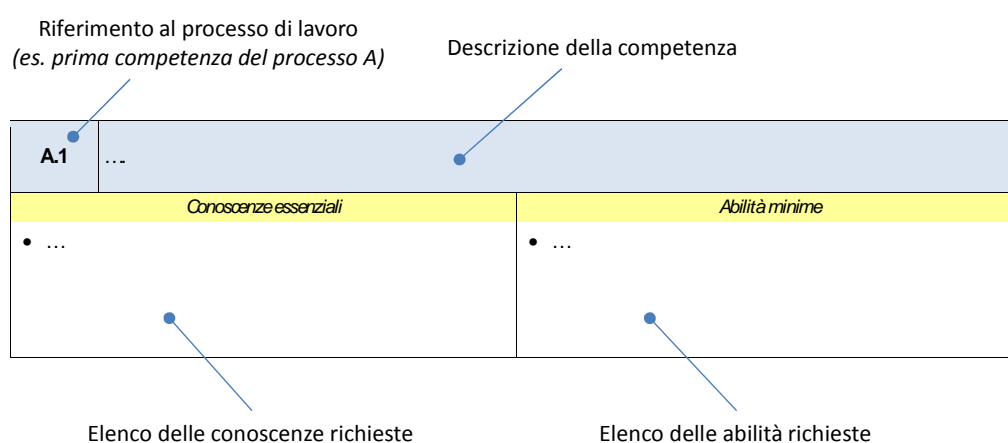 Riferimento al processo di lavoro
(es. prima competenza del processo A)
Descrizione della competenza
A.1 ….
Conoscenze essenziali
Abilità minime
• …
• …
Elenco delle conoscenze richieste
Elenco delle abilità richieste